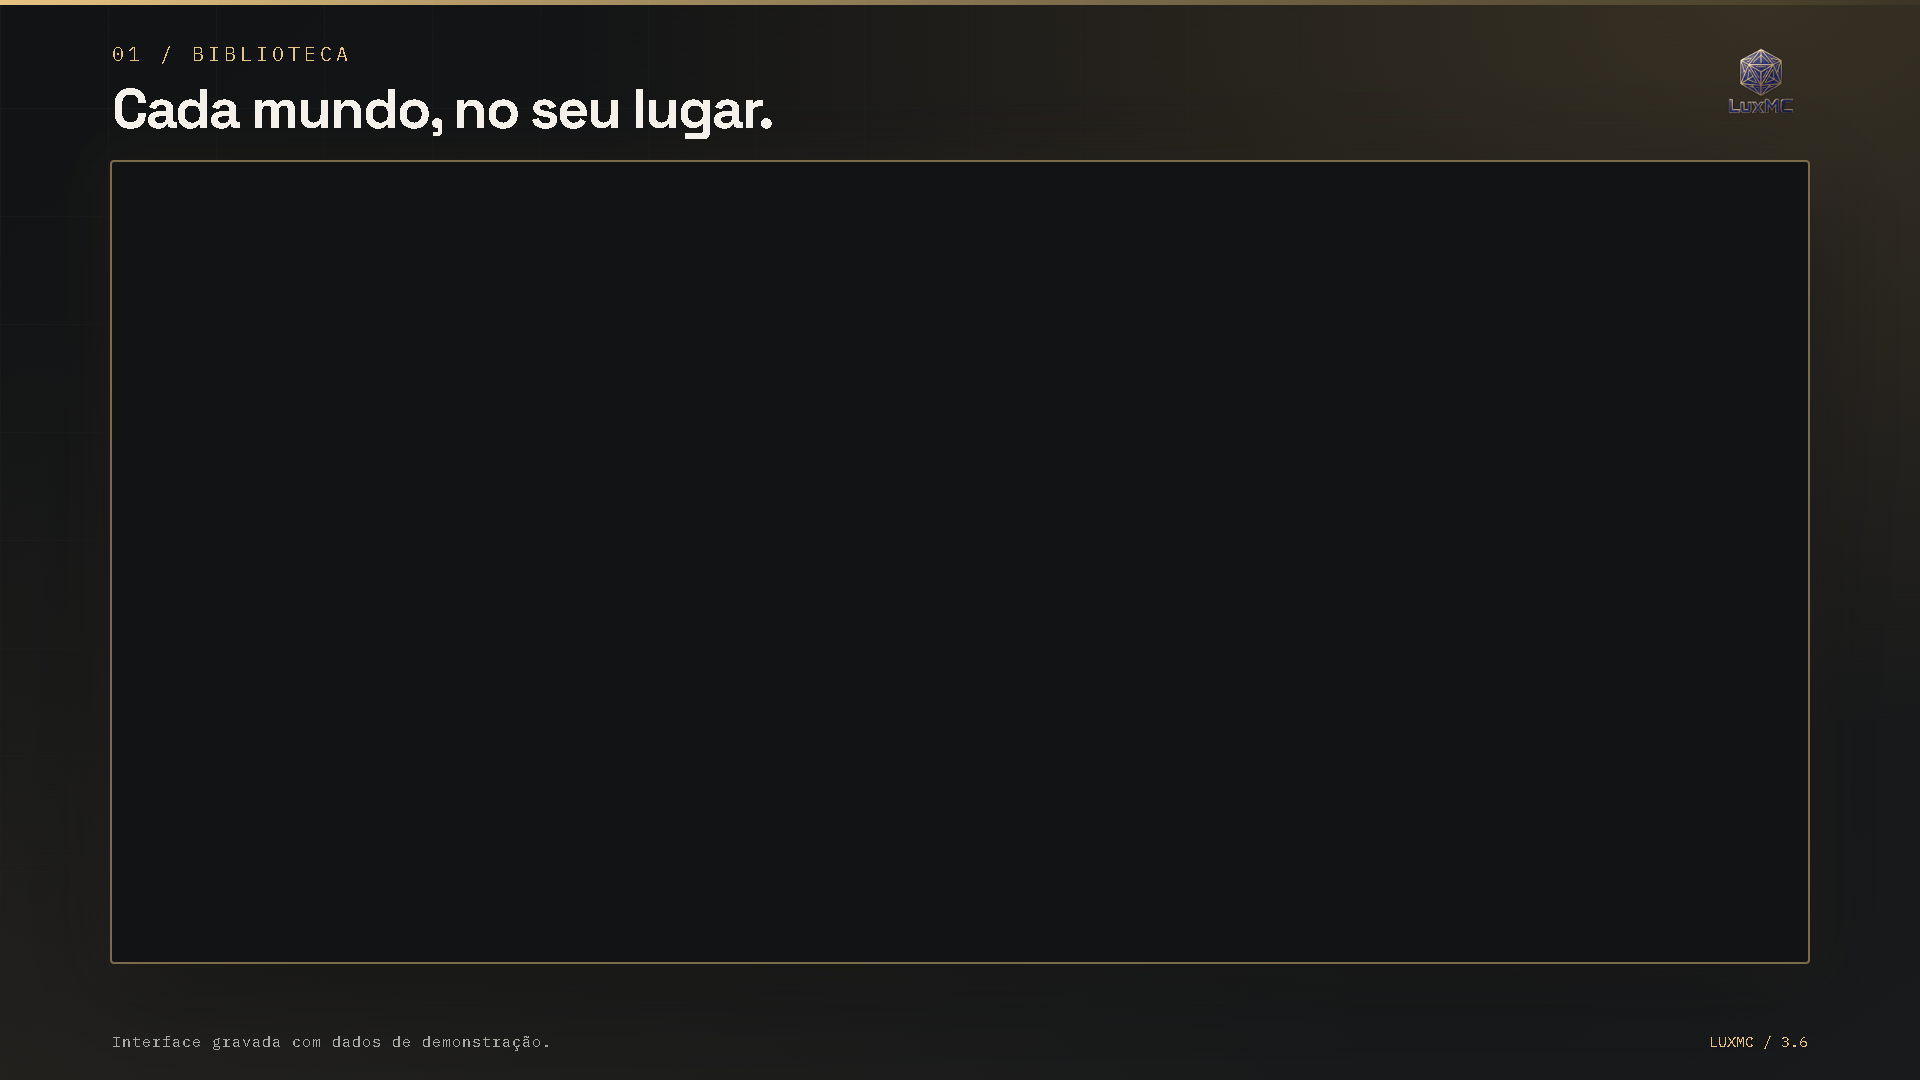 01 / BIBLIOTECA
LuxMC
Cada mundo, no seu lugar.
Interface gravada com dados de demonstração.
LUXMC / 3.6